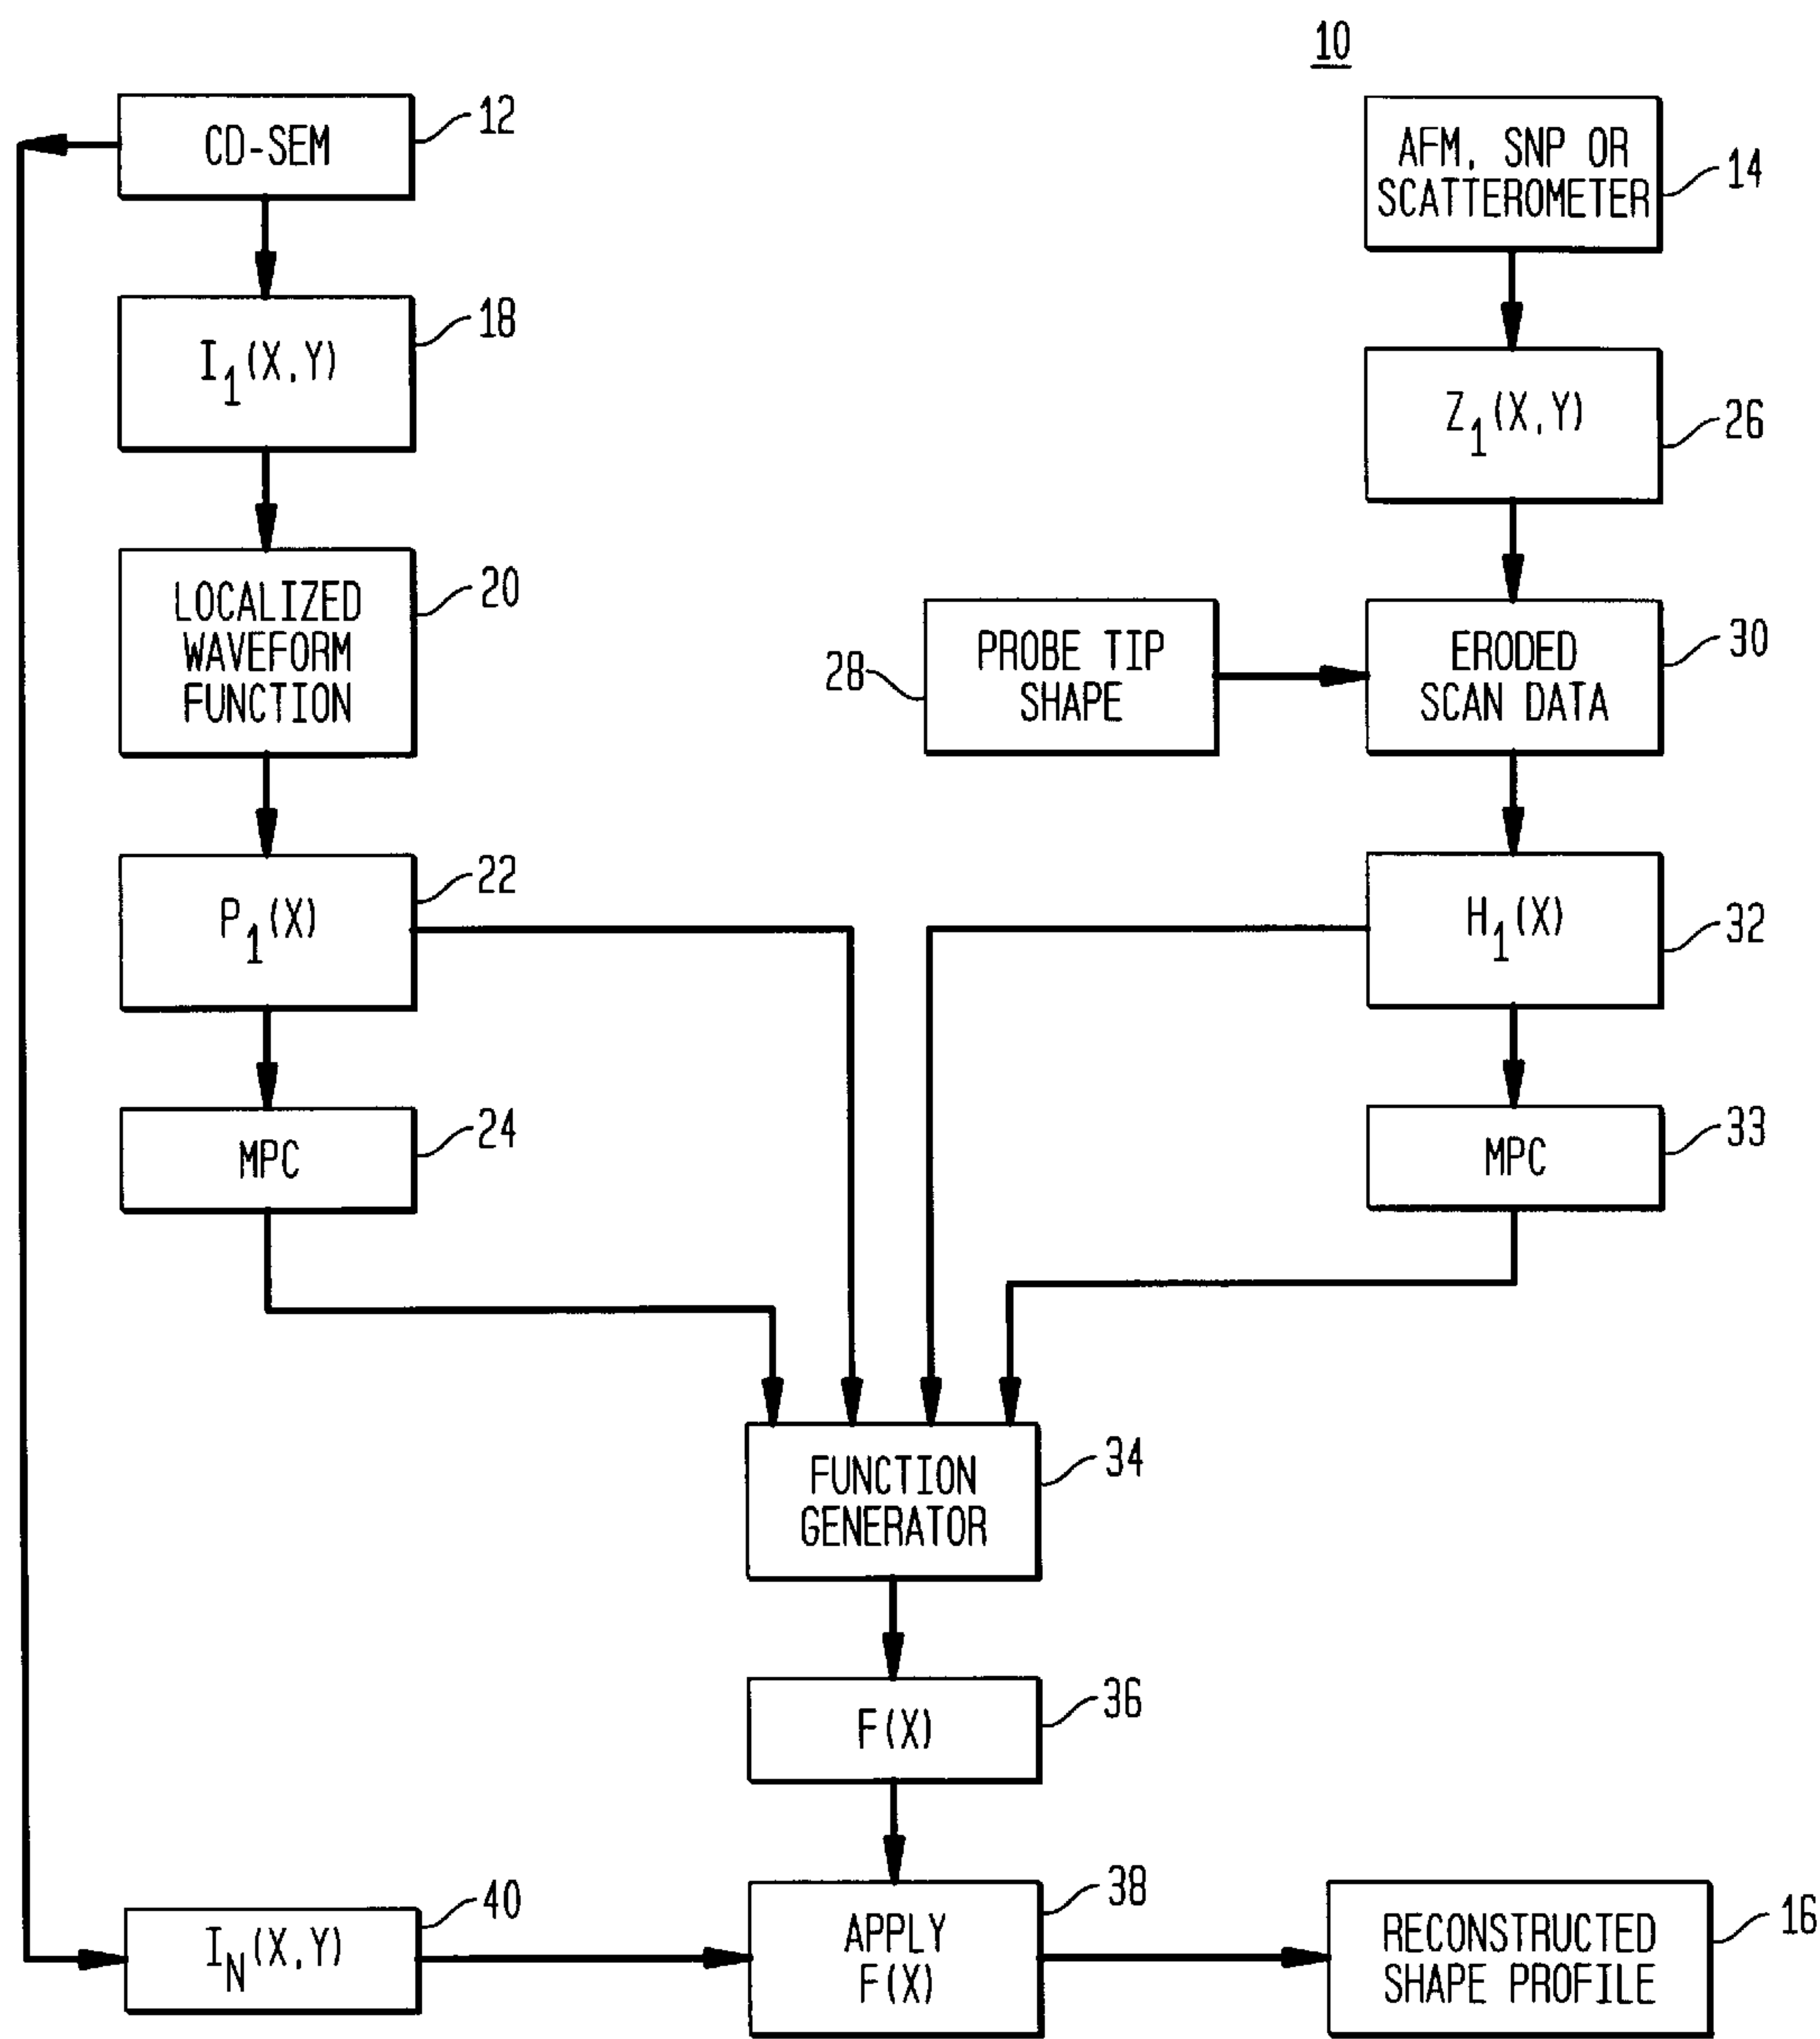 10
CD-SEM
12
AFM, SNP OR
SCATTEROMETER
14
I1(X,Y)
18
Z1(X,Y)
26
LOCALIZED
WAVEFORM
FUNCTION
20
28
PROBE TIP
SHAPE
ERODED
SCAN DATA
30
P1(X)
22
H1(X)
32
MPC
24
MPC
33
FUNCTION
GENERATOR
34
F(X)
36
IN(X,Y)
40
APPLY
F(X)
38
RECONSTRUCTED
SHAPE PROFILE
16